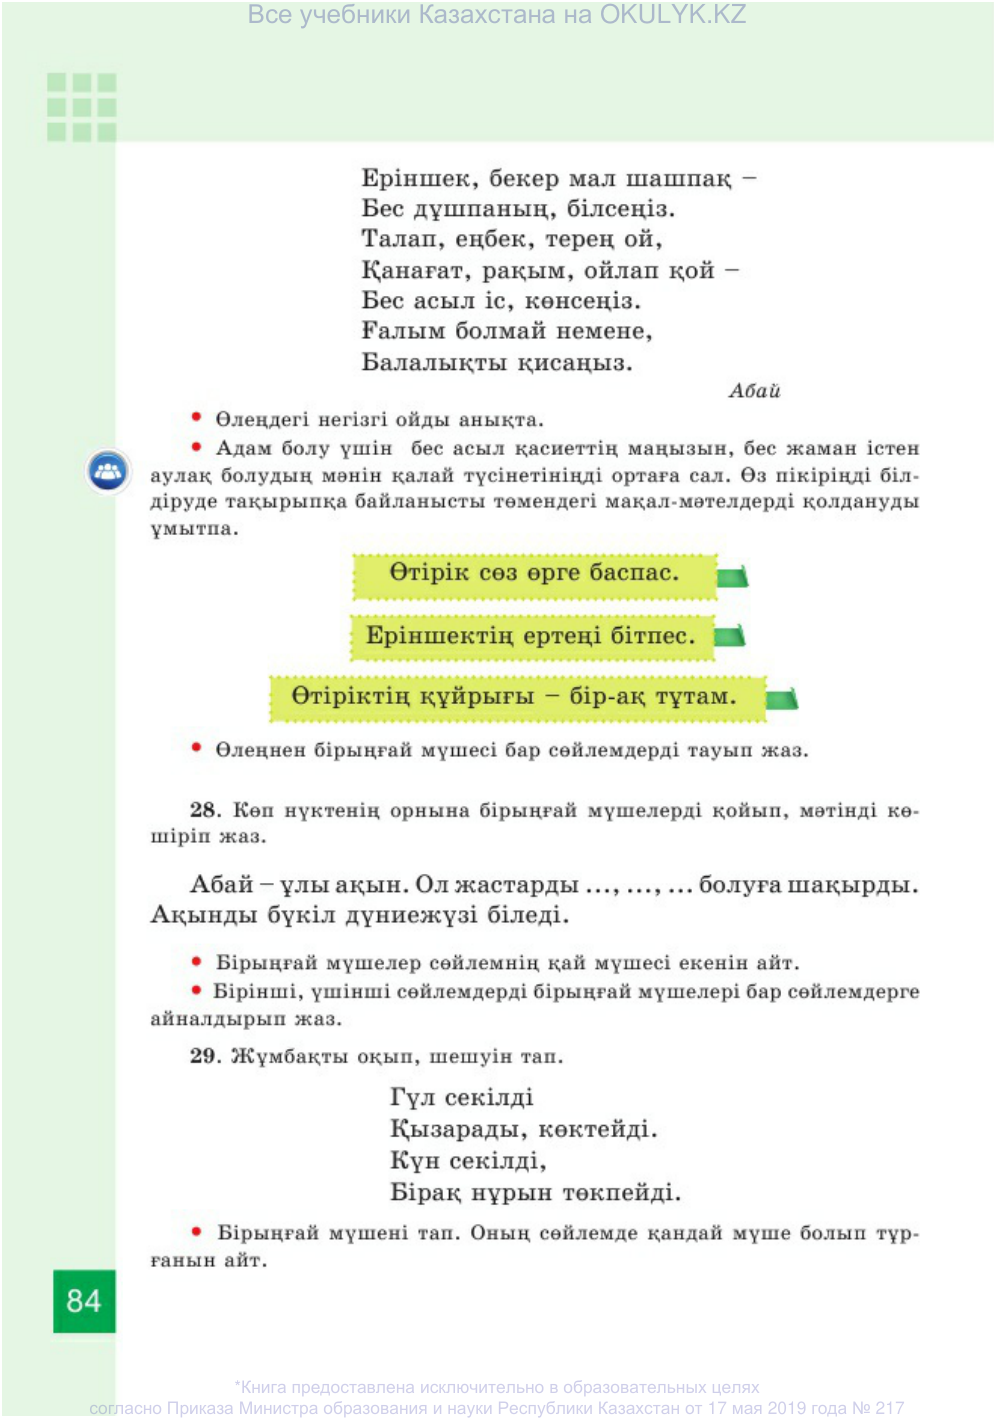 Все учебники Казахстана на OKULYK.KZ
Еріншек, бекер мал шашпақ –
Бес дұшпаның, білсеңіз.
Талап, еңбек, терең ой,
Қанағат, рақым, ойлап қой –
Бес асыл іс, көнсеңіз.
Ғалым болмай немене,
Балалықты қисаңыз.
Абай
• Өлеңдегі негізгі ойды анықта.
• Адам болу үшін бес асыл қасиеттің маңызын, бес жаман істен
аулақ болудың мәнін қалай түсінетініңді ортаға сал. Өз пікіріңді біл-
діруде тақырыпқа байланысты төмендегі мақал-мәтелдерді қолдануды
ұмытпа.
Өтірік сөз өрге баспас.
Еріншектің ертеңі бітпес.
Өтіріктің құйрығы – бір-ақ тұтам.
• Өлеңнен бірыңғай мүшесі бар сөйлемдерді тауып жаз.
28. Көп нүктенің орнына бірыңғай мүшелерді қойып, мәтінді кө-
шіріп жаз.
Абай – ұлы ақын. Ол жастарды ..., ..., ... болуға шақырды.
Ақынды бүкіл дүниежүзі біледі.
• Бірыңғай мүшелер сөйлемнің қай мүшесі екенін айт.
• Бірінші, үшінші сөйлемдерді бірыңғай мүшелері бар сөйлемдерге
айналдырып жаз.
29. Жұмбақты оқып, шешуін тап.
Гүл секілді
Қызарады, көктейді.
Күн секілді,
Бірақ нұрын төкпейді.
• Бірыңғай мүшені тап. Оның сөйлемде қандай мүше болып тұр-
ғанын айт.
84
*Книга предоставлена исключительно в образовательных целях
согласно Приказа Министра образования и науки Республики Казахстан от 17 мая 2019 года № 217